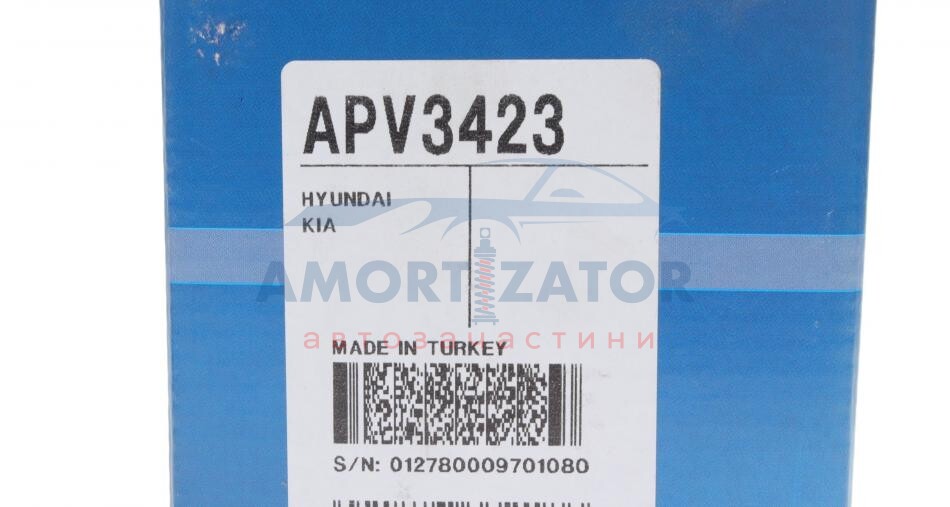 APV3423
HYUNDAI
KIA
AMORTIZATOR
автозапчастини
MADE IN TURKEY
S/N: 012780009701080